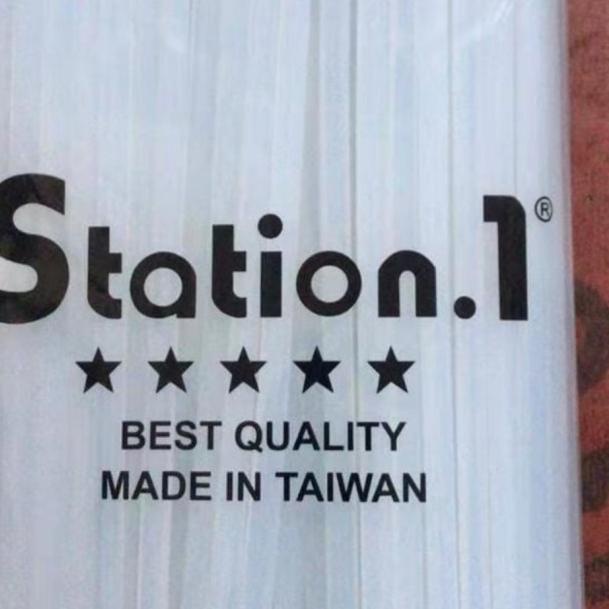 Station.1®
★★★★★
BEST QUALITY
MADE IN TAIWAN